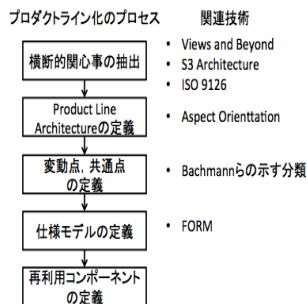 プロダクトライン化のプロセス
関連技術
横断的関心事の抽出
• Views and Beyond
• S3 Architecture
• ISO 9126
Product Line
Architectureの定義
• Aspect Orienttation
変動点，共通点
の定義
• Bachmannらの示す分類
仕様モデルの定義
• FORM
再利用コンポーネント
の定義